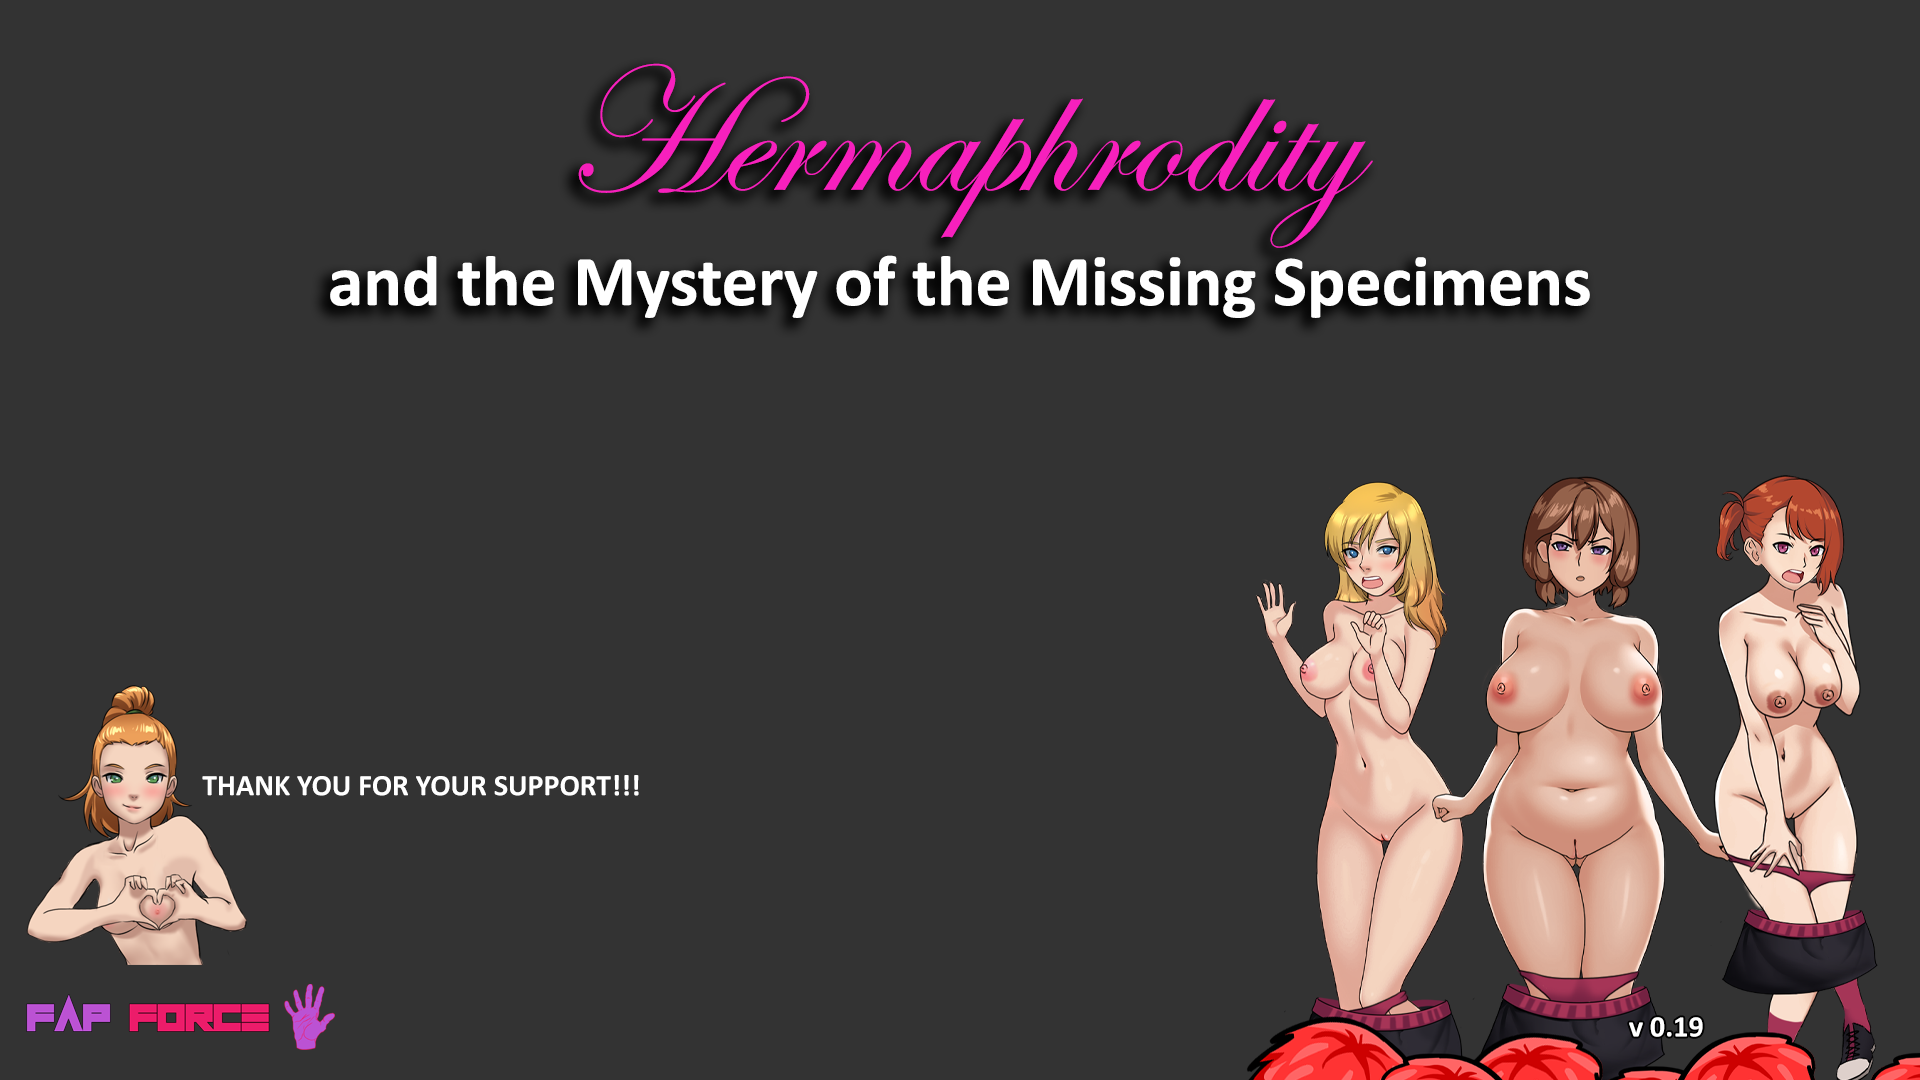 Hermaphrodity
and the Mystery of the Missing Specimens
THANK YOU FOR YOUR SUPPORT!!!
FAP FORCE
v 0.19